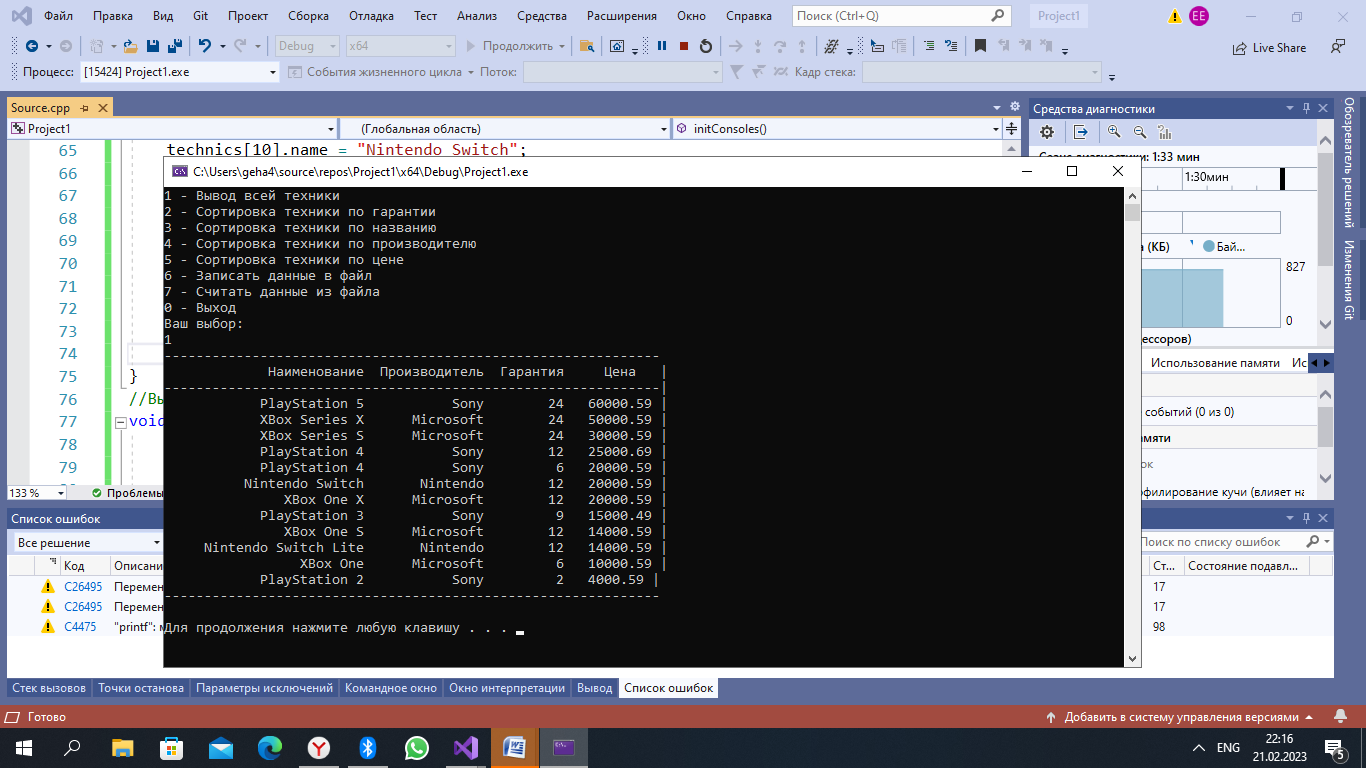 Файл Правка Вид Git Проект Сборка Отладка Тест Анализ Средства Расширения Окно Справка Поиск (Ctrl+Q) Project1 EE
Debug x64 Продолжить Live Share
Процесс: [15424] Project1.exe События жизненного цикла Поток: Кадр стека:
Source.cpp
Project1 (Глобальная область) initConsoles()
65 technics[10].name = "Nintendo Switch";
66
67
68
69
70
71
72
73
74
75 }
76 //Вы
77 void
78
79
133 % Проблемы
C:\Users\geha4\source\repos\Project1\x64\Debug\Project1.exe
1 - Вывод всей техники
2 - Сортировка техники по гарантии
3 - Сортировка техники по названию
4 - Сортировка техники по производителю
5 - Сортировка техники по цене
6 - Записать данные в файл
7 - Считать данные из файла
0 - Выход
Ваш выбор:
1
--------------------------------------------------------------
Наименование Производитель Гарантия Цена |
--------------------------------------------------------------|
PlayStation 5 Sony 24 60000.59 |
XBox Series X Microsoft 24 50000.59 |
XBox Series S Microsoft 24 30000.59 |
PlayStation 4 Sony 12 25000.69 |
PlayStation 4 Sony 6 20000.59 |
Nintendo Switch Nintendo 12 20000.59 |
XBox One X Microsoft 12 20000.59 |
PlayStation 3 Sony 9 15000.49 |
XBox One S Microsoft 12 14000.59 |
Nintendo Switch Lite Nintendo 12 14000.59 |
XBox One Microsoft 6 10000.59 |
PlayStation 2 Sony 2 4000.59 |
--------------------------------------------------------------
Для продолжения нажмите любую клавишу . . .
Средства диагностики
Сеанс диагностики: 1:33 мин
1:30мин
а (КБ) Бай...
827
0
ессоров)
Использование памяти Ис
событий (0 из 0)
амяти
ок
офилирование кучи (влияет на
Обозреватель решений
Изменения Git
Список ошибок
Все решение Поиск по списку ошибок
Код Описани Ст... Состояние подавл...
C26495 Перемен 17
C26495 Перемен 17
C4475 "printf": м 98
Стек вызовов Точки останова Параметры исключений Командное окно Окно интерпретации Вывод Список ошибок
Готово Добавить в систему управления версиями
ENG 22:16
21.02.2023 5